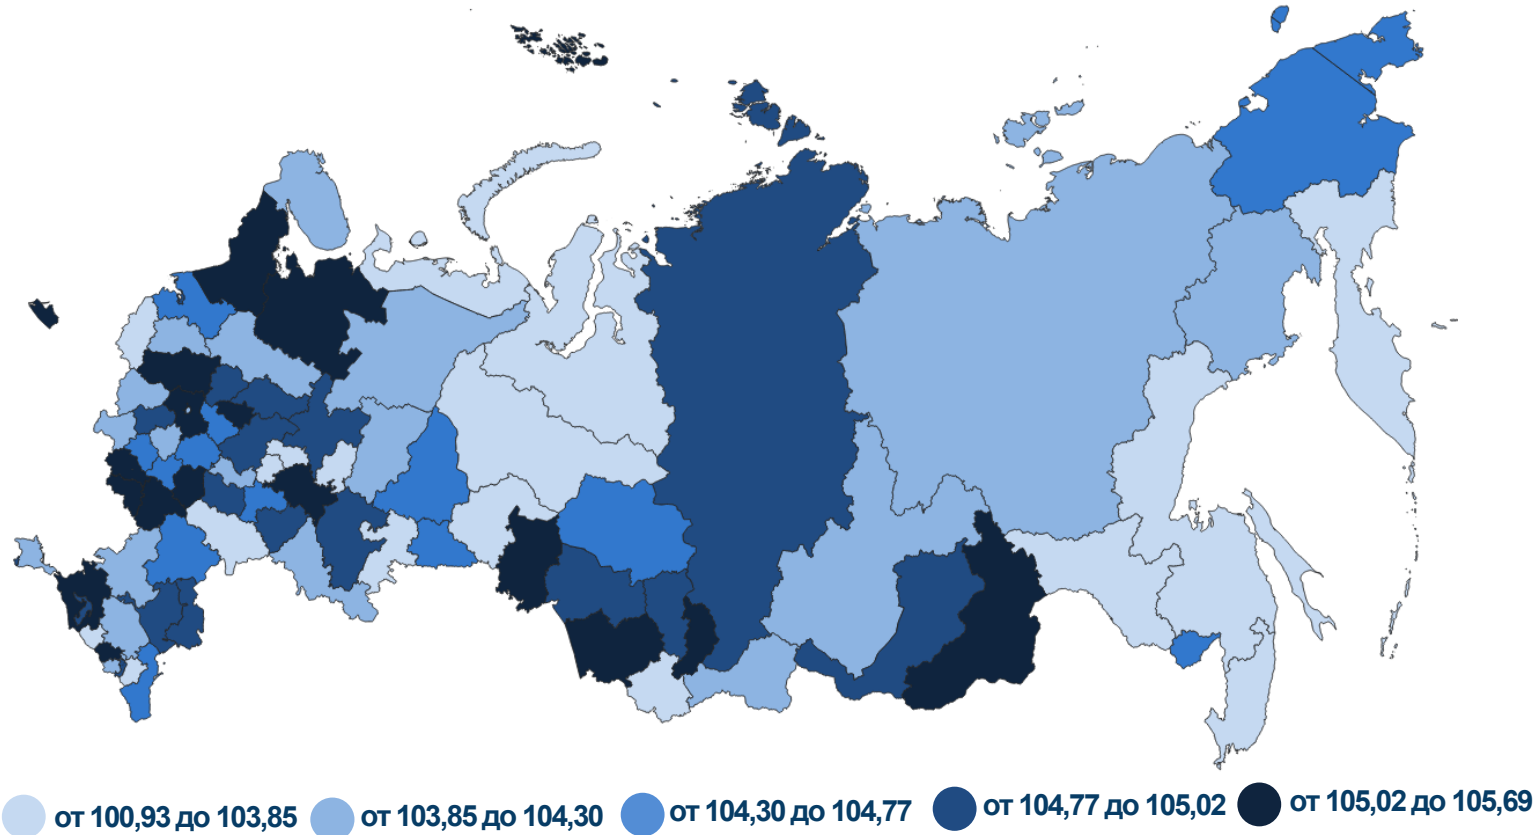 от 100,93 до 103,85
от 103,85 до 104,30
от 104,30 до 104,77
от 104,77 до 105,02
от 105,02 до 105,69